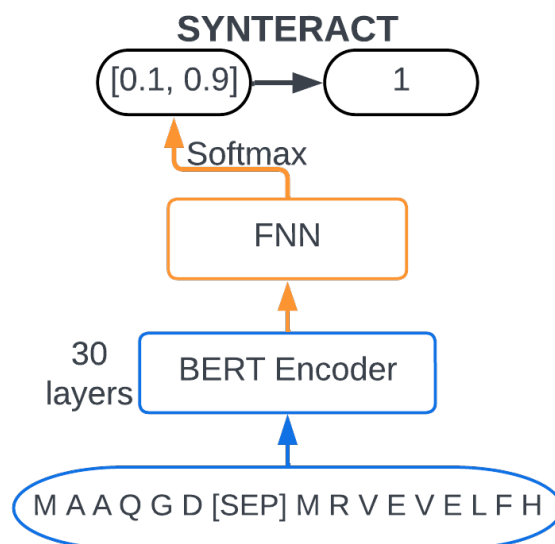 SYNTERACT
[0.1, 0.9] 1
Softmax
FNN
30
layers
BERT Encoder
M A A Q G D [SEP] M R V E V E L F H